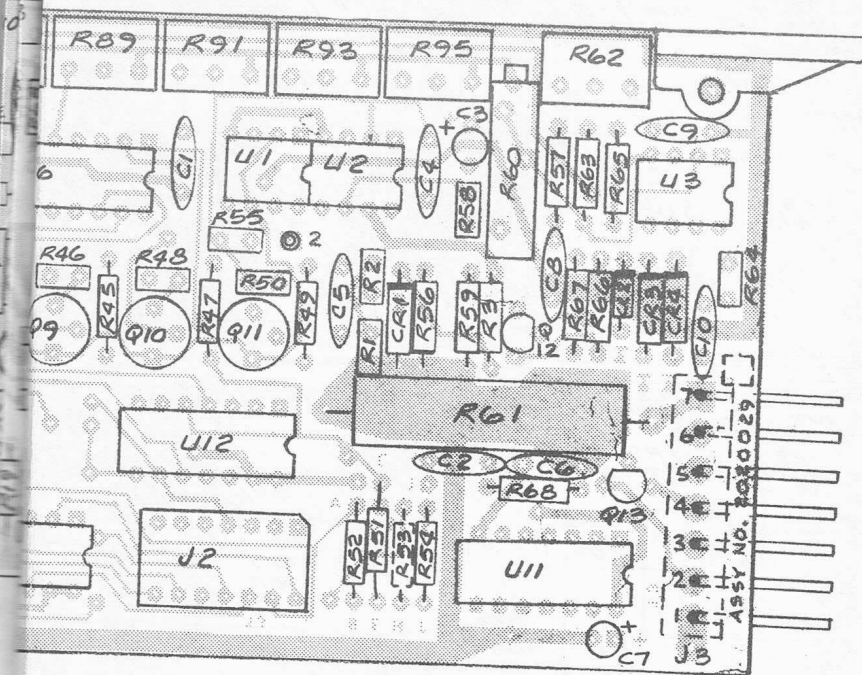 R89 R91 R93 R95 R62
C1 U1 U2 C4 C3 + R60 R57 R63 R65 C9 U3
6 R58
R55 2
R46 R48 R50 C5 R2 C8 R64
R45 R47 R49 CR1 R56 R59 R3 R67 R66 CR3 CR4 C10
Q9 Q10 Q11 R1 Q12
R61
U12 C2 C6
R68 Q13
J2 R52 R51 R53 R54 U11
C7 +
7
6
5
4
3
2
1
J3
ASSY NO. 2020029